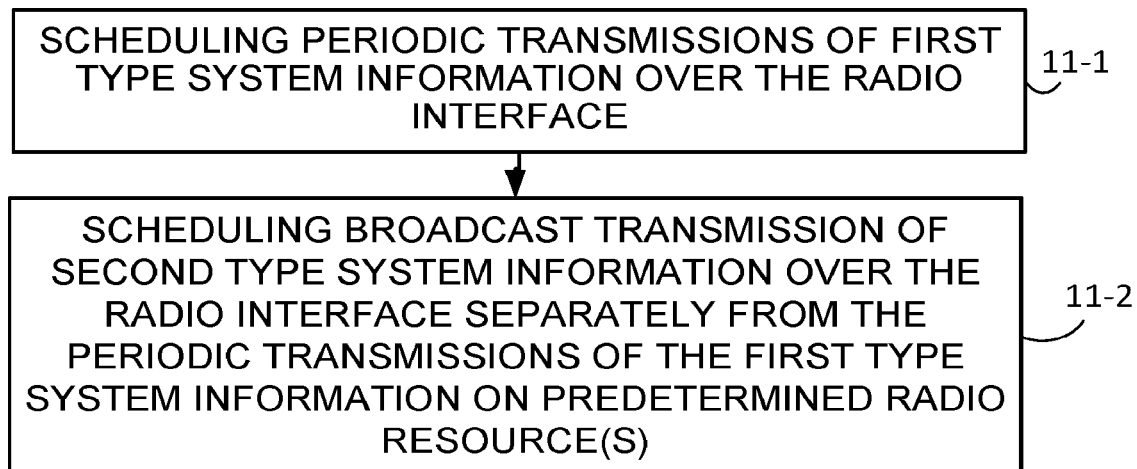 SCHEDULING PERIODIC TRANSMISSIONS OF FIRST
TYPE SYSTEM INFORMATION OVER THE RADIO
INTERFACE
11-1
SCHEDULING BROADCAST TRANSMISSION OF
SECOND TYPE SYSTEM INFORMATION OVER THE
RADIO INTERFACE SEPARATELY FROM THE
PERIODIC TRANSMISSIONS OF THE FIRST TYPE
SYSTEM INFORMATION ON PREDETERMINED RADIO
RESOURCE(S)
11-2